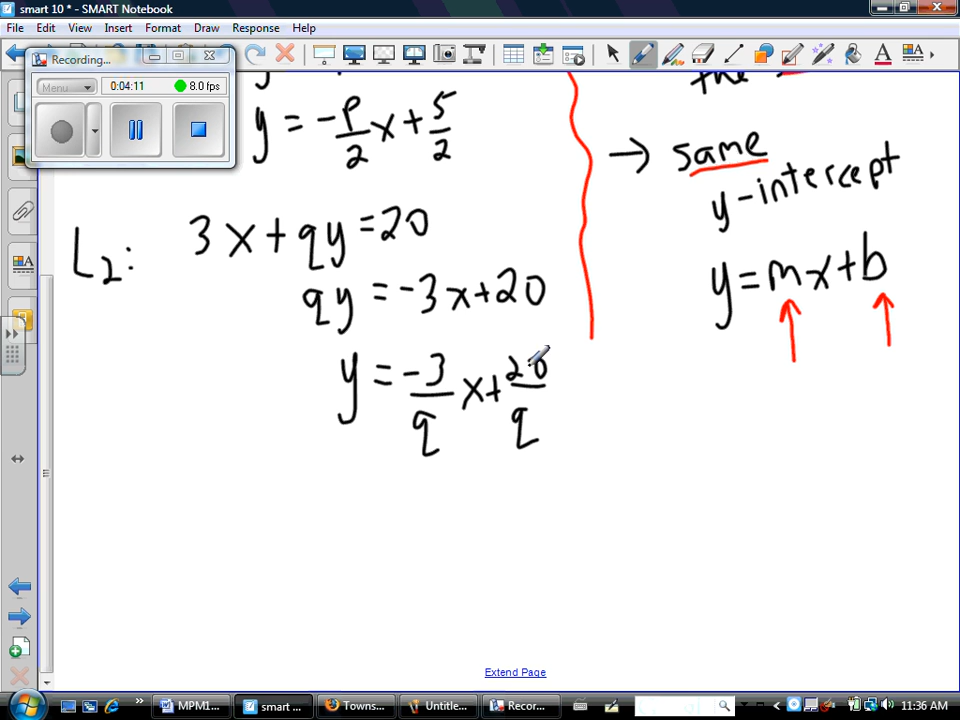 smart 10 * - SMART Notebook
File Edit View Insert Format Draw Response Help
Recording...
Menu 0:04:11 8.0 fps
the
y = -p/2 x + 5/2
→ same
y-intercept
L2: 3x + qy = 20
y = mx + b
qy = -3x + 20
y = -3/q x + 20/q
Extend Page
MPM1... smart ... Towns... Untitle... Recor... 11:36 AM